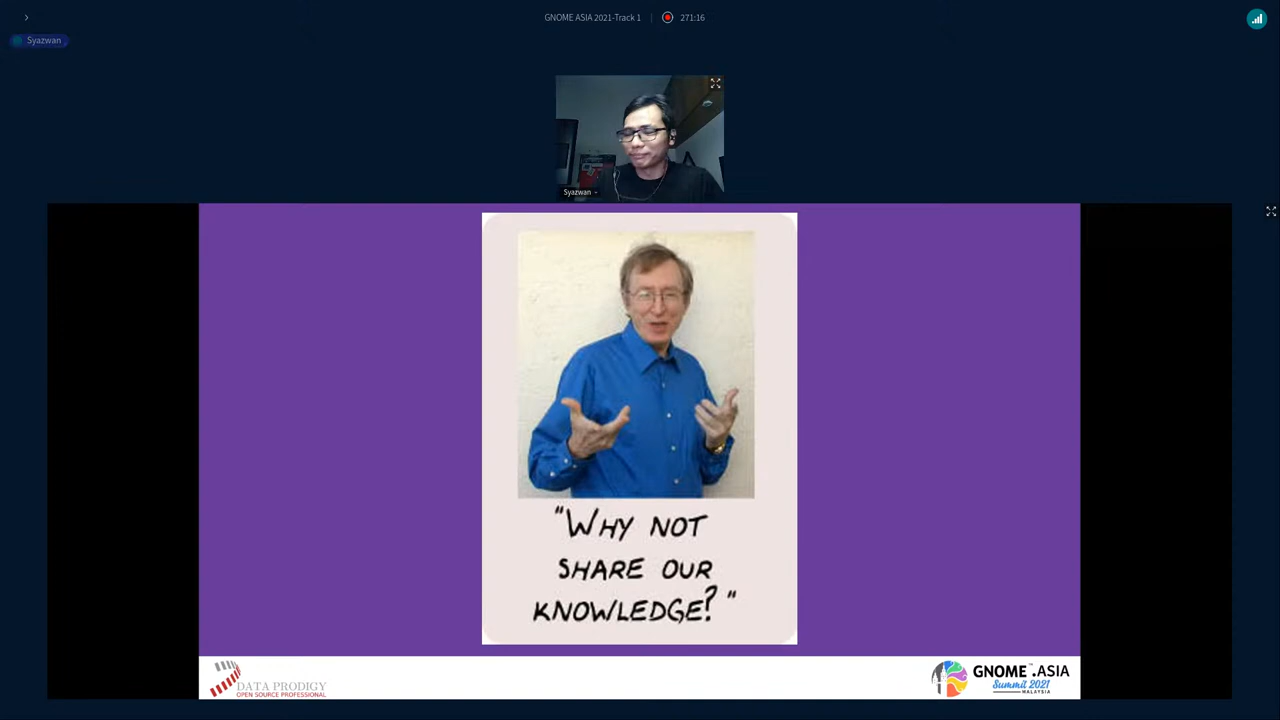 GNOME ASIA 2021-Track 1
271:16
Syazwan
Syazwan
"WHY NOT
SHARE OUR
KNOWLEDGE?"
DATA PRODIGY
OPEN SOURCE PROFESSIONAL
GNOME™.ASIA
Summit 2021
MALAYSIA